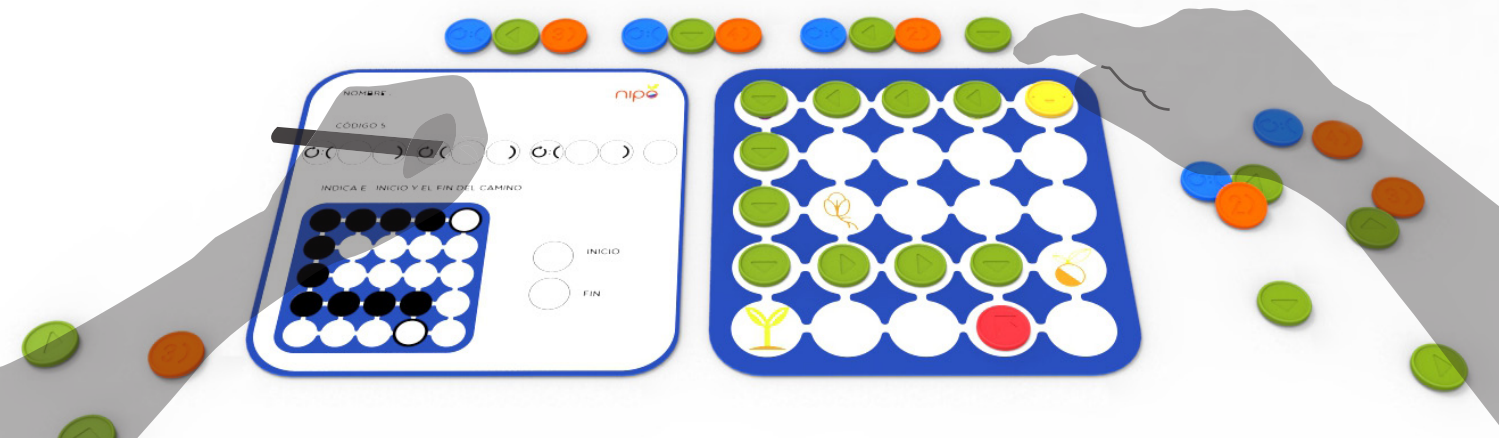 NOMBRE:
nipo
CÓDIGO 5
INDICA E INICIO Y EL FIN DEL CAMINO
INICIO
FIN